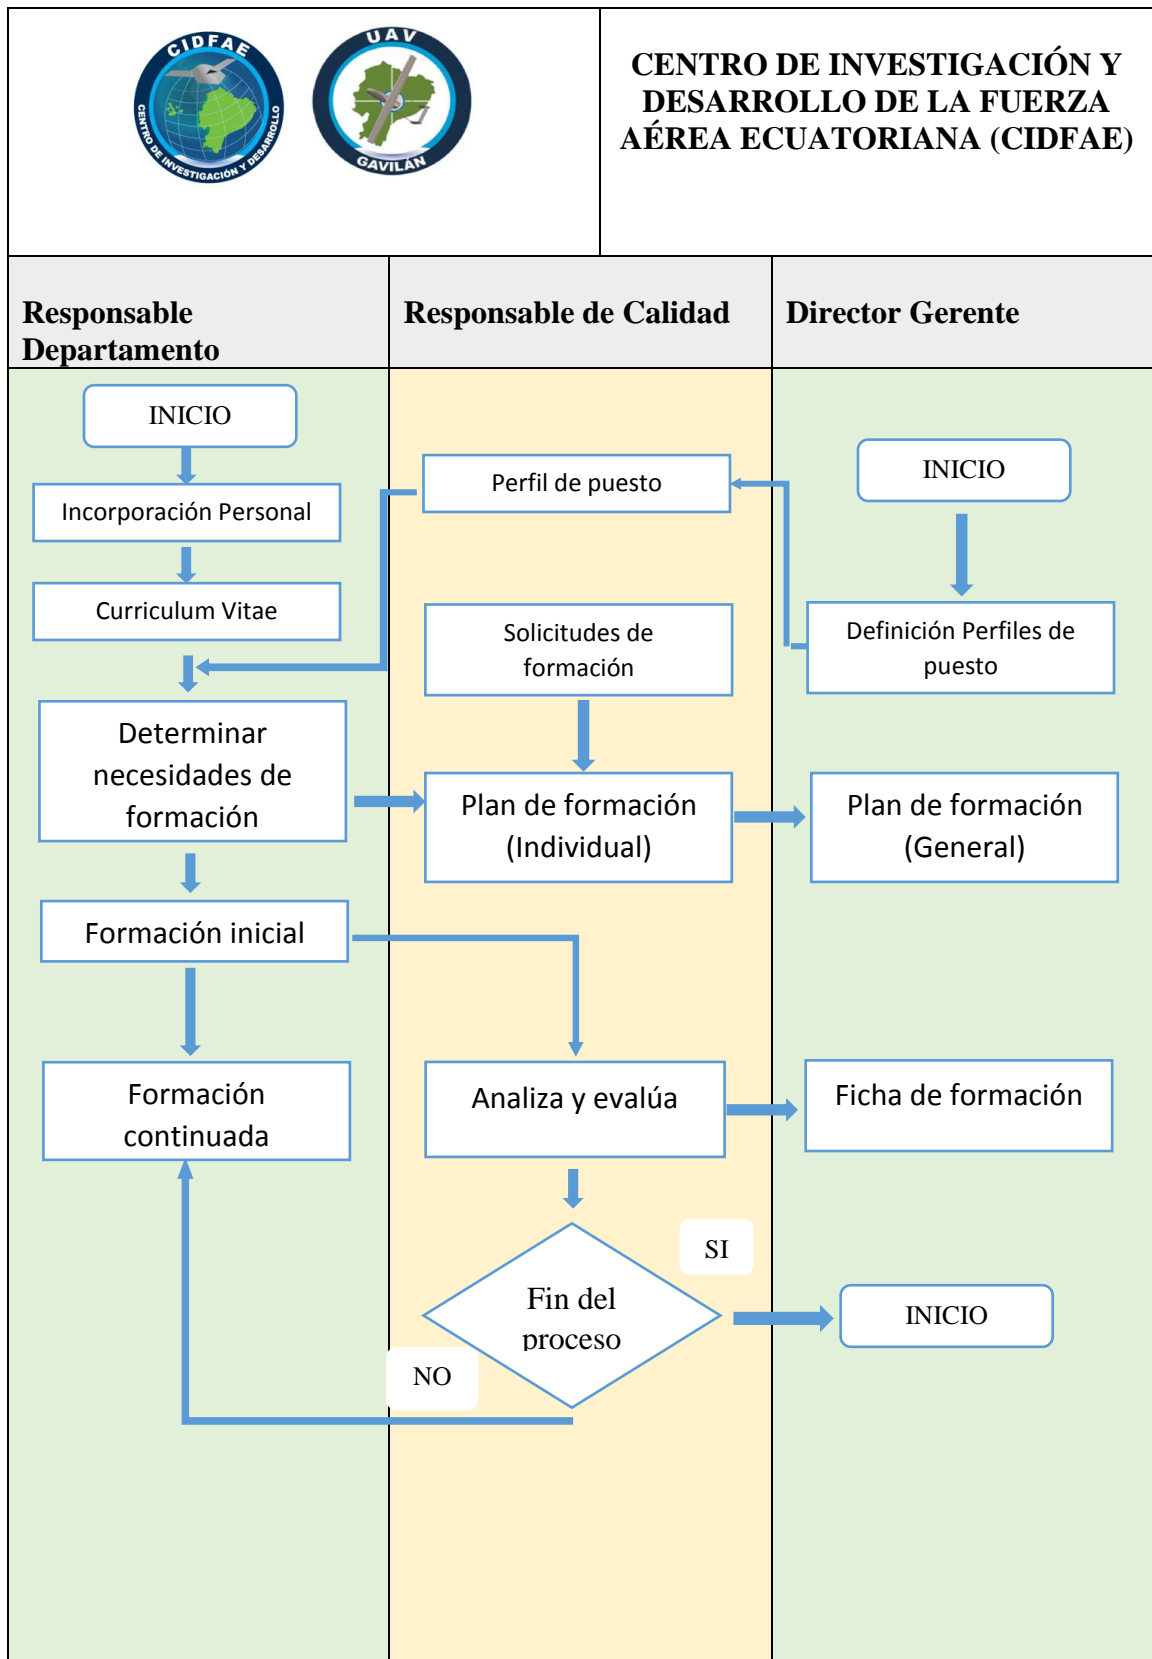 CIDFAE
CENTRO DE INVESTIGACIÓN Y DESARROLLO
UAV
GAVILÁN
CENTRO DE INVESTIGACIÓN Y
DESARROLLO DE LA FUERZA
AÉREA ECUATORIANA (CIDFAE)
Responsable
Departamento
Responsable de Calidad
Director Gerente
INICIO
Incorporación Personal
Curriculum Vitae
Determinar
necesidades de
formación
Formación inicial
Formación
continuada
Perfil de puesto
Solicitudes de
formación
Plan de formación
(Individual)
Analiza y evalúa
Fin del
proceso
SI
NO
INICIO
Definición Perfiles de
puesto
Plan de formación
(General)
Ficha de formación
INICIO